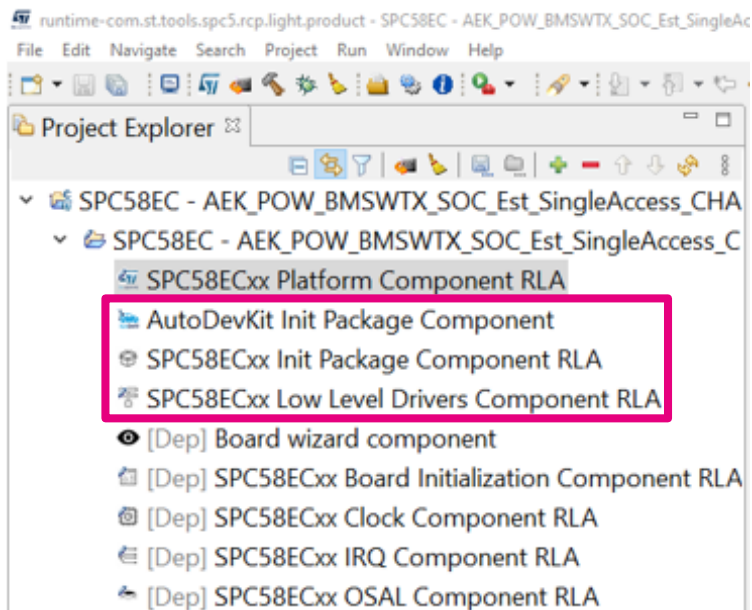 runtime-com.st.tools.spc5.rcp.light.product - SPC58EC - AEK_POW_BMSWTX_SOC_Est_SingleAc
File Edit Navigate Search Project Run Window Help
Project Explorer
SPC58EC - AEK_POW_BMSWTX_SOC_Est_SingleAccess_CHA
SPC58EC - AEK_POW_BMSWTX_SOC_Est_SingleAccess_C
SPC58ECxx Platform Component RLA
AutoDevKit Init Package Component
SPC58ECxx Init Package Component RLA
SPC58ECxx Low Level Drivers Component RLA
[Dep] Board wizard component
[Dep] SPC58ECxx Board Initialization Component RLA
[Dep] SPC58ECxx Clock Component RLA
[Dep] SPC58ECxx IRQ Component RLA
[Dep] SPC58ECxx OSAL Component RLA